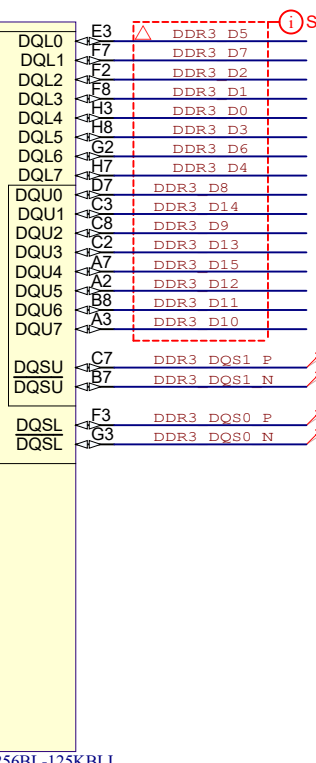 i S
DQL0 E3 DDR3_D5
DQL1 F7 DDR3_D7
DQL2 F2 DDR3_D2
DQL3 F8 DDR3_D1
DQL4 H3 DDR3_D0
DQL5 H8 DDR3_D3
DQL6 G2 DDR3_D6
DQL7 H7 DDR3_D4
DQU0 D7 DDR3_D8
DQU1 C3 DDR3_D14
DQU2 C8 DDR3_D9
DQU3 C2 DDR3_D13
DQU4 A7 DDR3_D15
DQU5 A2 DDR3_D12
DQU6 B8 DDR3_D11
DQU7 A3 DDR3_D10
DQSU C7 DDR3_DQS1_P
DQSU B7 DDR3_DQS1_N
DQSL F3 DDR3_DQS0_P
DQSL G3 DDR3_DQS0_N